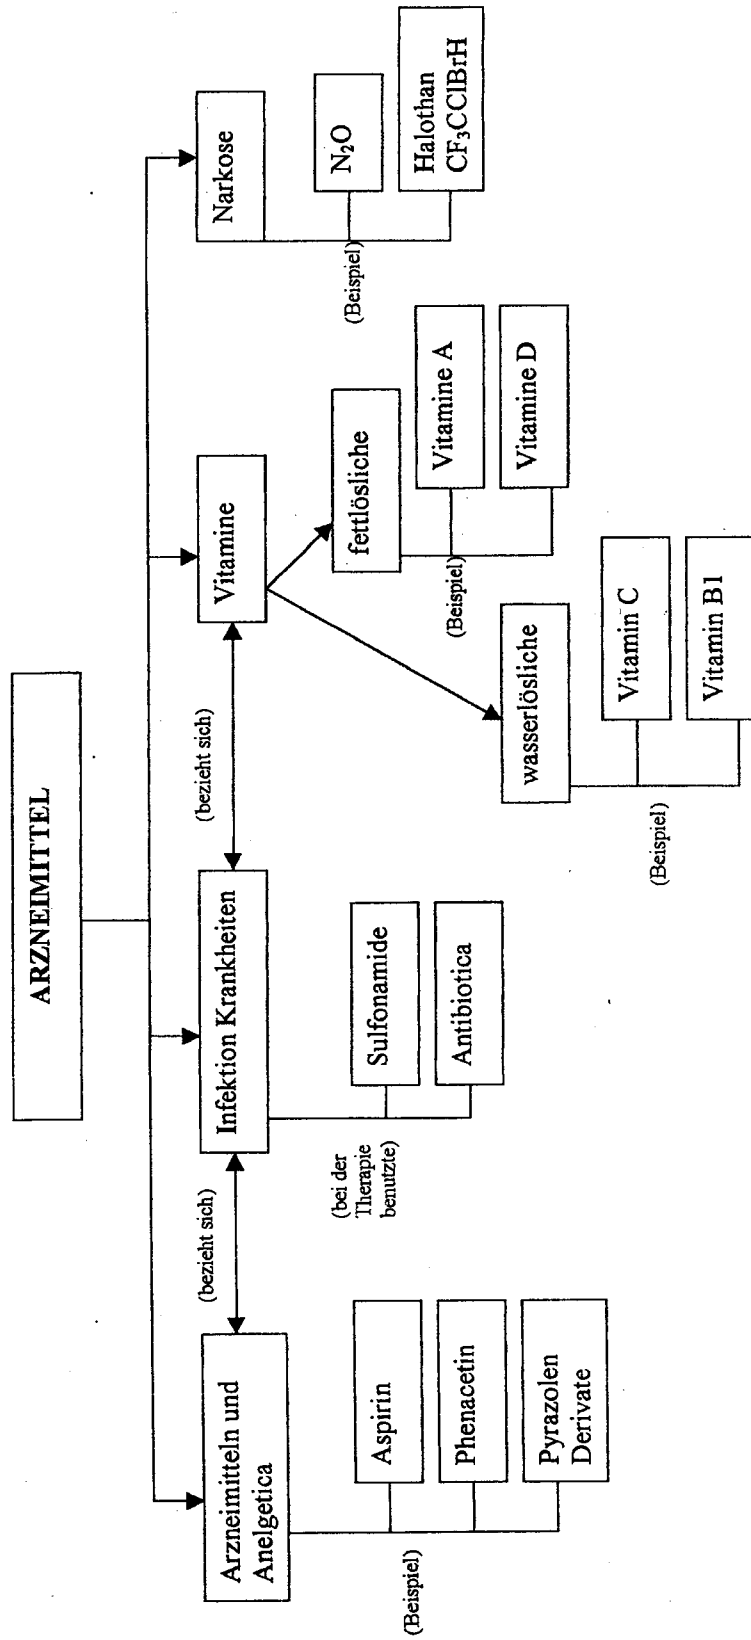 ARZNEIMITTEL
Arzneimitteln und
Anelgetica
(bezieht sich)
Infektion Krankheiten
(bezieht sich)
Vitamine
Narkose
(Beispiel)
Aspirin
Phenacetin
Pyrazolen
Derivate
(bei der
Therapie
benutzte)
Sulfonamide
Antibiotica
wasserlösliche
(Beispiel)
Vitamin C
Vitamin B1
fettlösliche
(Beispiel)
Vitamine A
Vitamine D
(Beispiel)
N₂O
Halothan
CF₃CClBrH